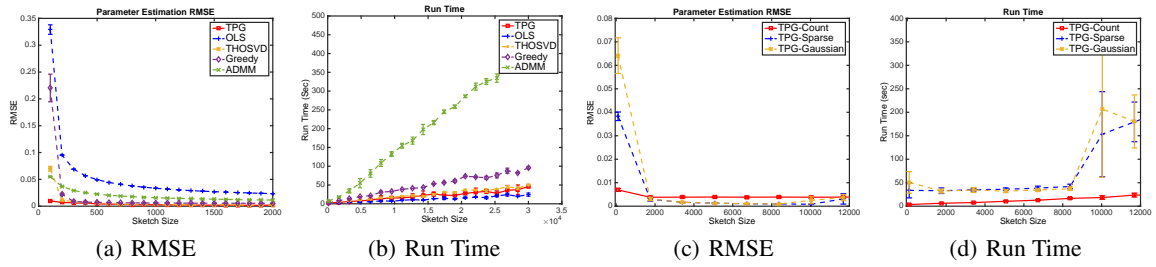 Parameter Estimation RMSE
0.35
0.3
0.25
0.2
0.15
0.1
0.05
0
RMSE
0 500 1000 1500 2000
Sketch Size
TPG
OLS
THOSVD
Greedy
ADMM
(a) RMSE
Run Time
500
450
400
350
300
250
200
150
100
50
0
Run Time (Sec)
0 0.5 1 1.5 2 2.5 3 3.5
×10⁴
Sketch Size
TPG
OLS
THOSVD
Greedy
ADMM
(b) Run Time
Parameter Estimation RMSE
0.08
0.07
0.06
0.05
0.04
0.03
0.02
0.01
0
RMSE
0 2000 4000 6000 8000 10000 12000
Sketch Size
TPG-Count
TPG-Sparse
TPG-Gaussian
(c) RMSE
Run Time
400
350
300
250
200
150
100
50
0
Run Time (sec)
0 2000 4000 6000 8000 10000 12000
Sketch Size
TPG-Count
TPG-Sparse
TPG-Gaussian
(d) Run Time